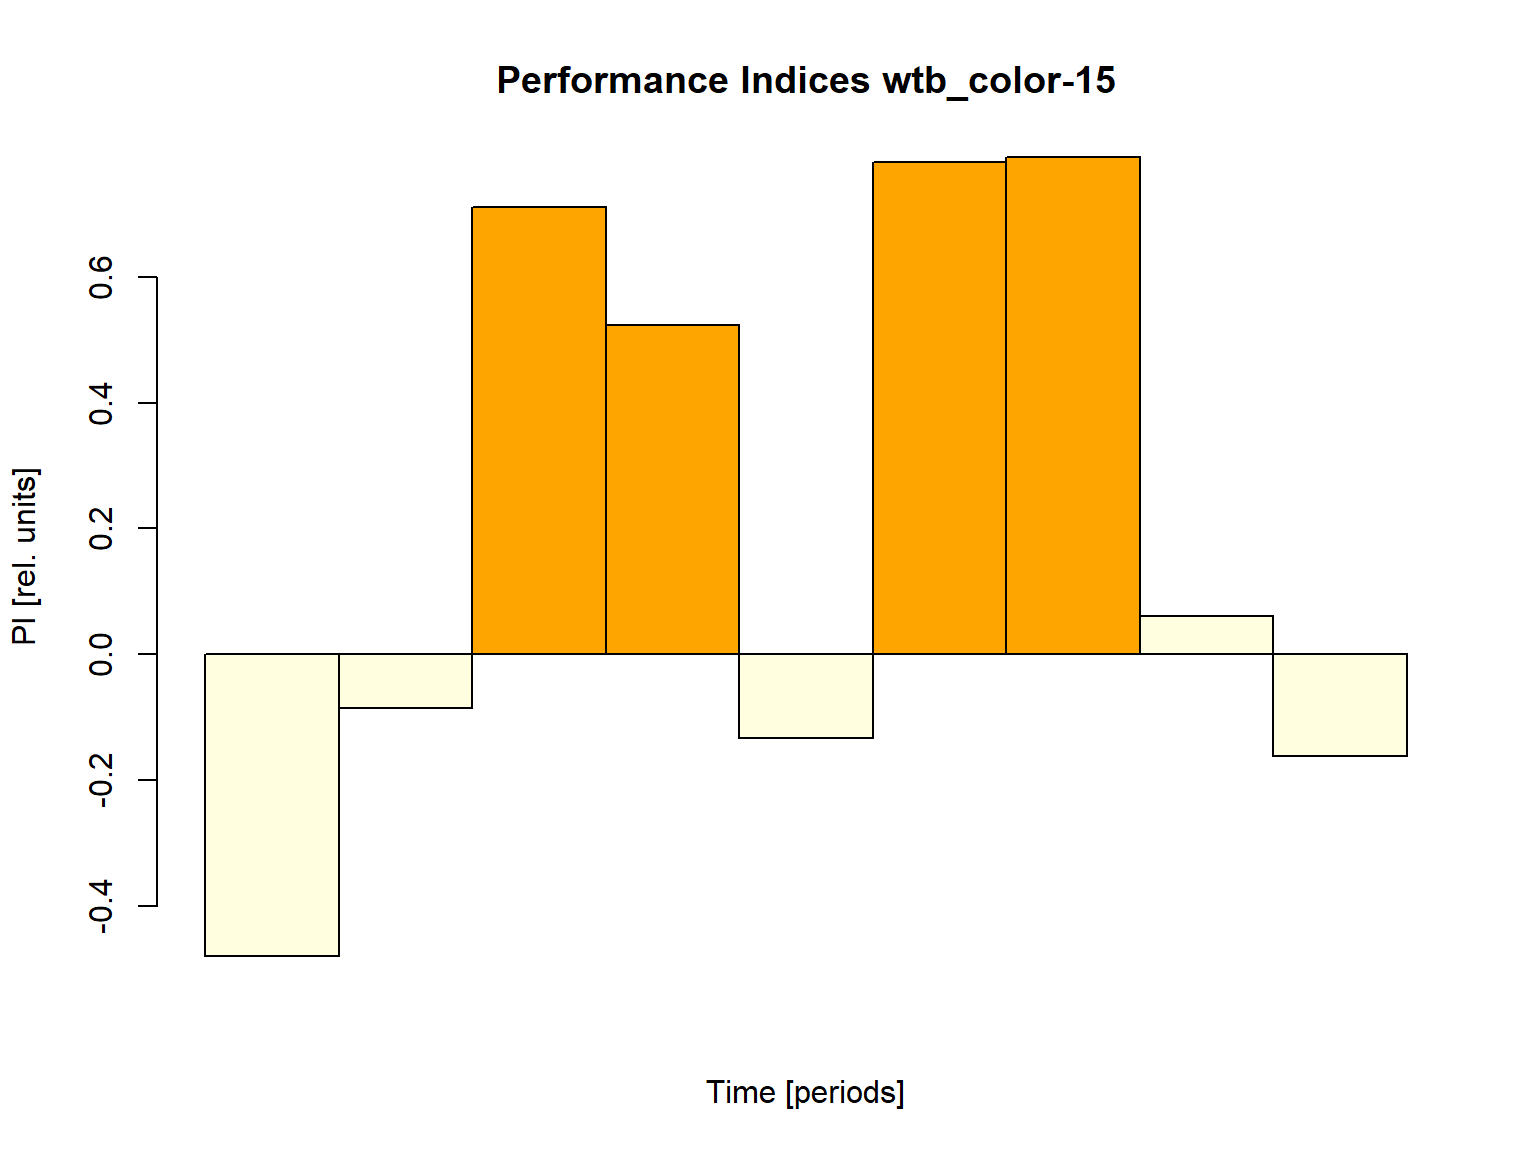 Performance Indices wtb_color-15
0.6
0.4
0.2
0.0
-0.2
-0.4
PI [rel. units]
Time [periods]